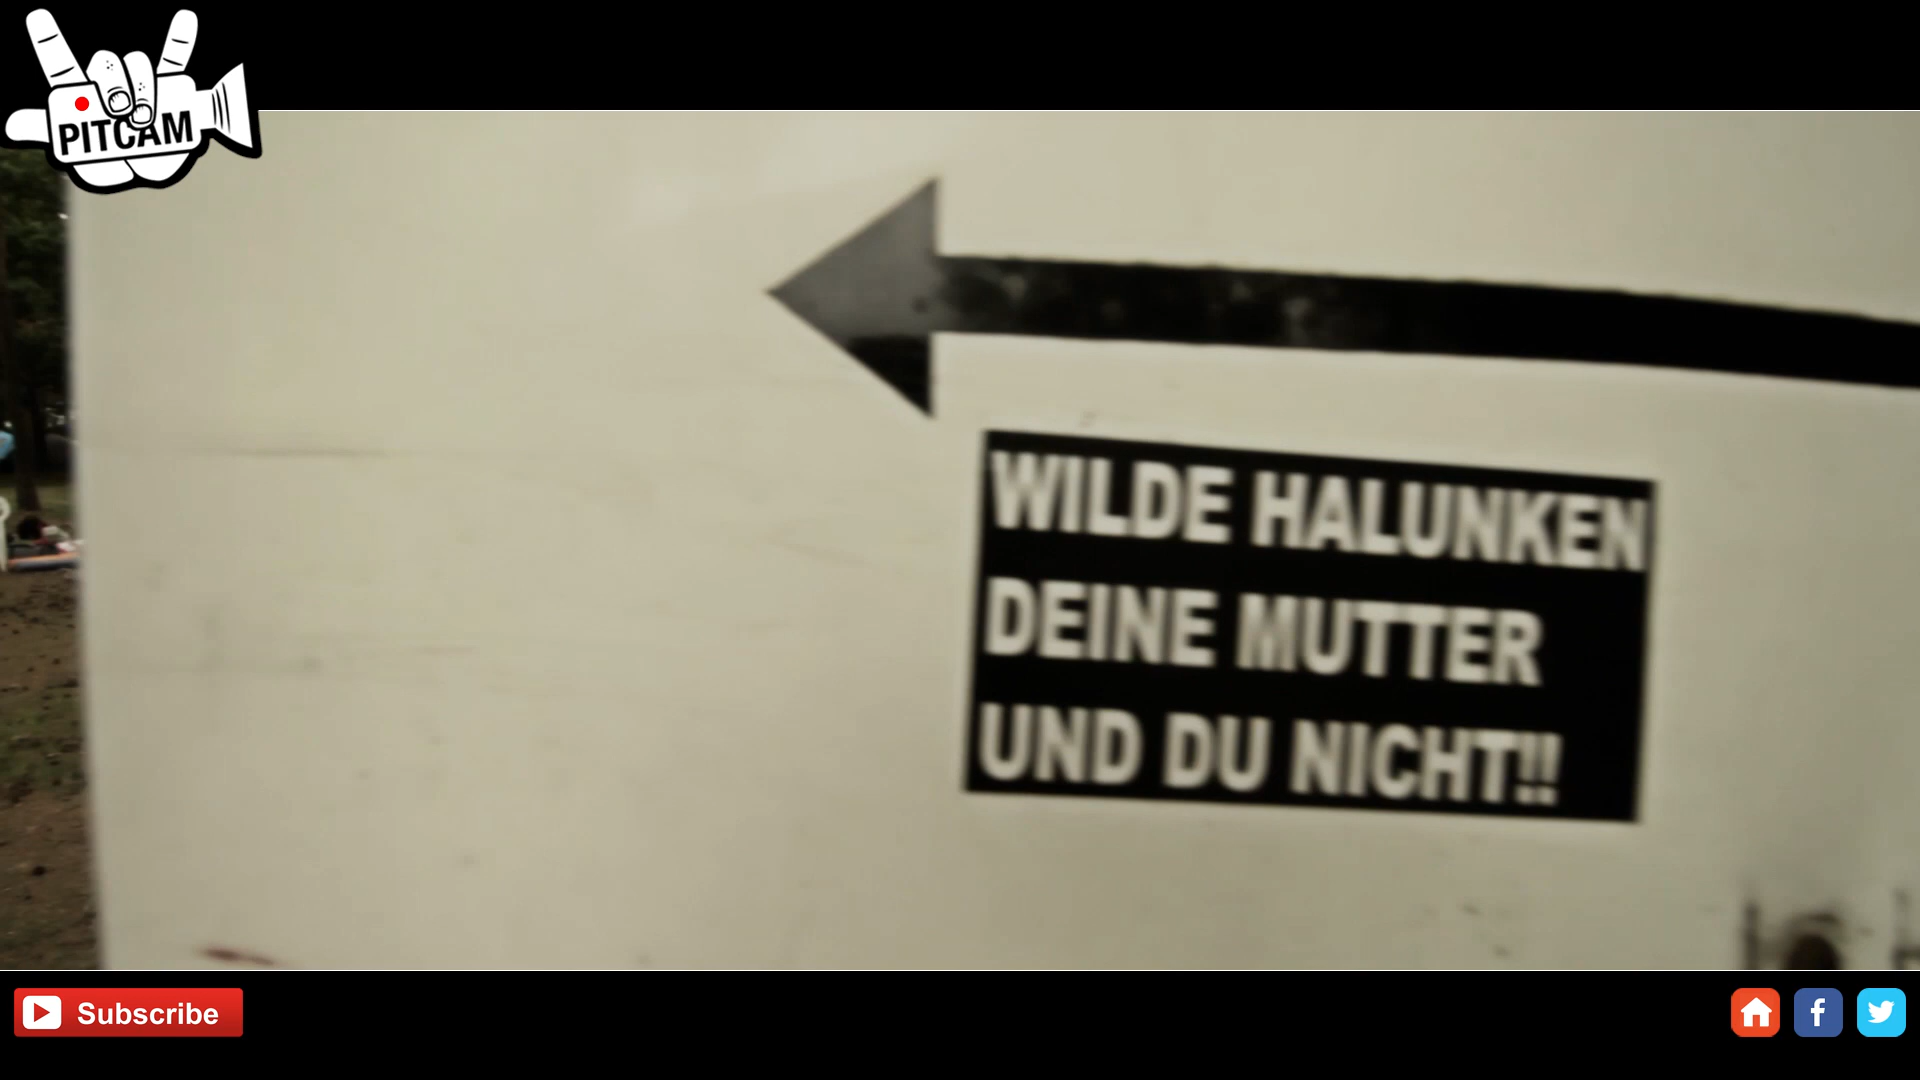 PITCAM
WILDE HALUNKEN
DEINE MUTTER
UND DU NICHT!!
Subscribe